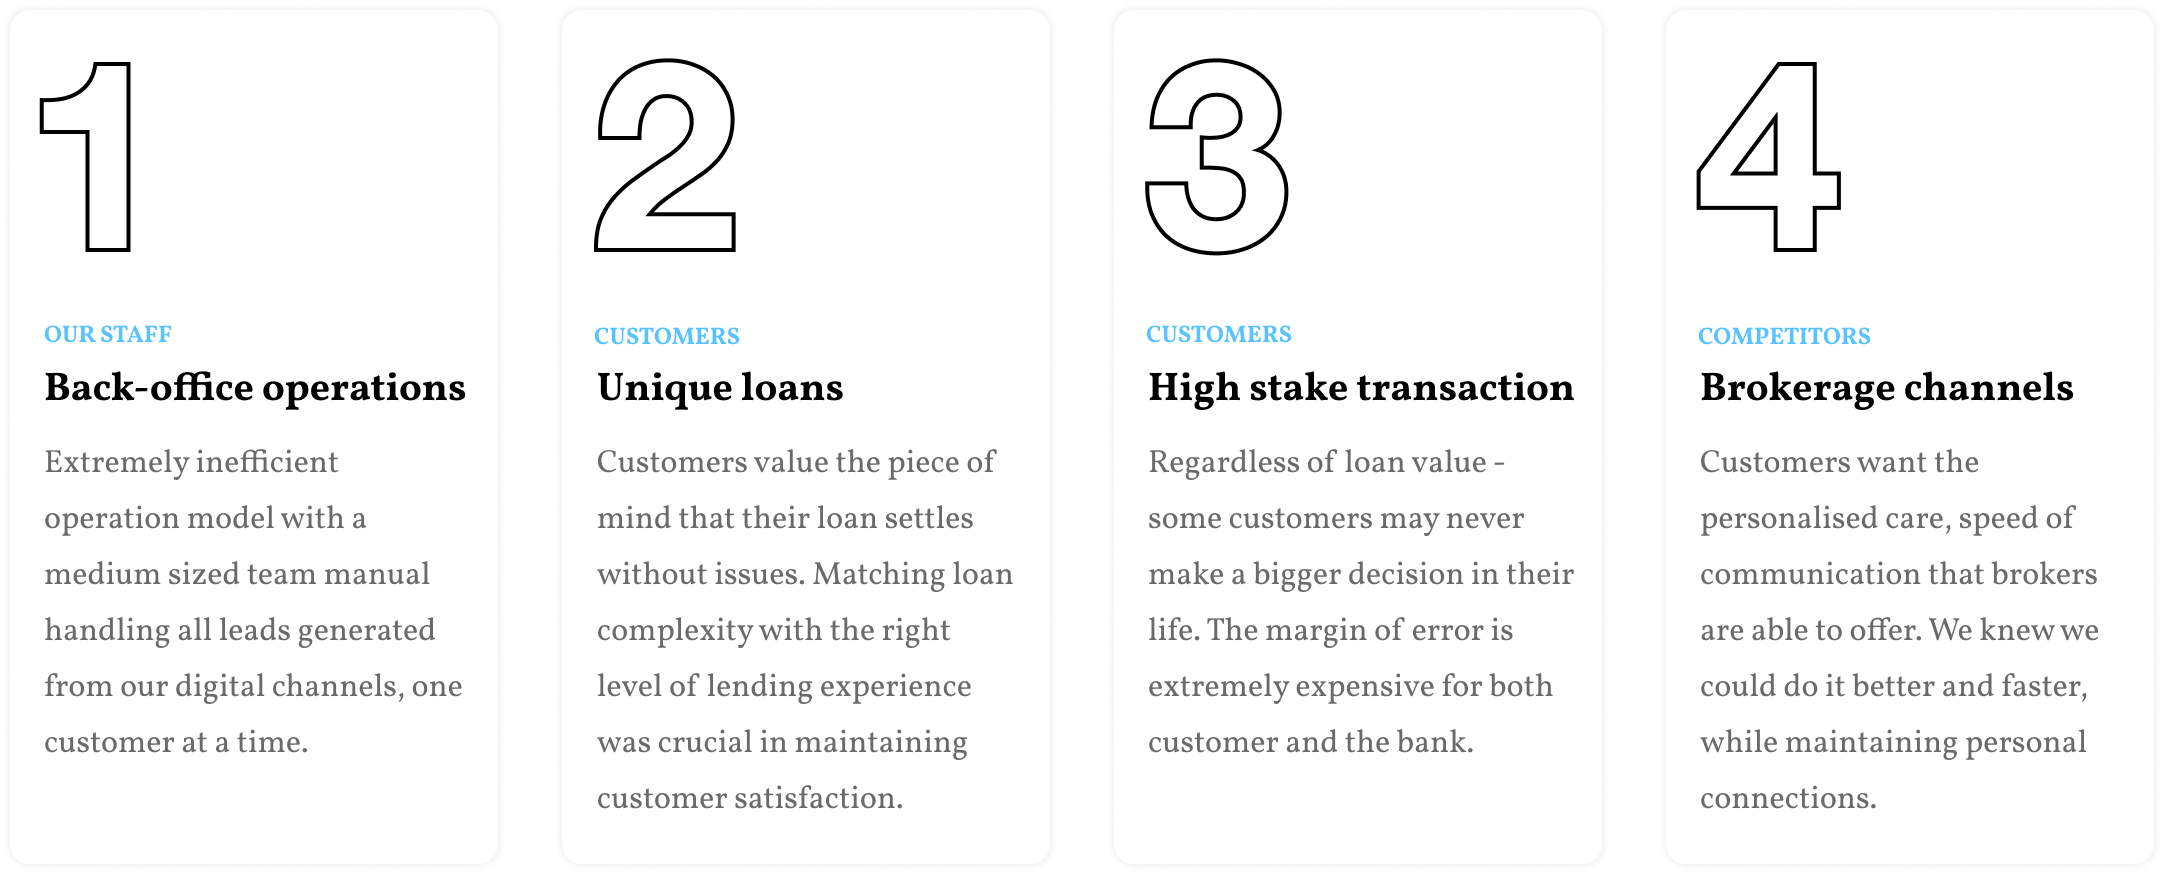 1
OUR STAFF
Back-office operations
Extremely inefficient
operation model with a
medium sized team manual
handling all leads generated
from our digital channels, one
customer at a time.
2
CUSTOMERS
Unique loans
Customers value the piece of
mind that their loan settles
without issues. Matching loan
complexity with the right
level of lending experience
was crucial in maintaining
customer satisfaction.
3
CUSTOMERS
High stake transaction
Regardless of loan value -
some customers may never
make a bigger decision in their
life. The margin of error is
extremely expensive for both
customer and the bank.
4
COMPETITORS
Brokerage channels
Customers want the
personalised care, speed of
communication that brokers
are able to offer. We knew we
could do it better and faster,
while maintaining personal
connections.